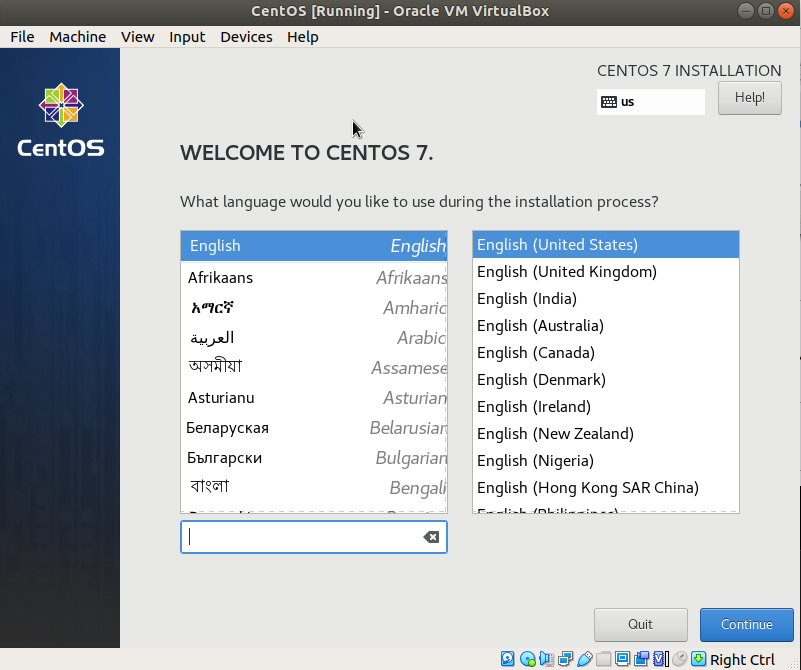 CentOS [Running] - Oracle VM VirtualBox
File Machine View Input Devices Help
CentOS
CENTOS 7 INSTALLATION
us
Help!
WELCOME TO CENTOS 7.
What language would you like to use during the installation process?
English English
Afrikaans Afrikaans
አማርኛ Amharic
العربية Arabic
অসমীয়া Assamese
Asturianu Asturian
Беларуская Belarusian
Български Bulgarian
বাংলা Bengali
English (United States)
English (United Kingdom)
English (India)
English (Australia)
English (Canada)
English (Denmark)
English (Ireland)
English (New Zealand)
English (Nigeria)
English (Hong Kong SAR China)
English (Philippines)
Quit
Continue
Right Ctrl